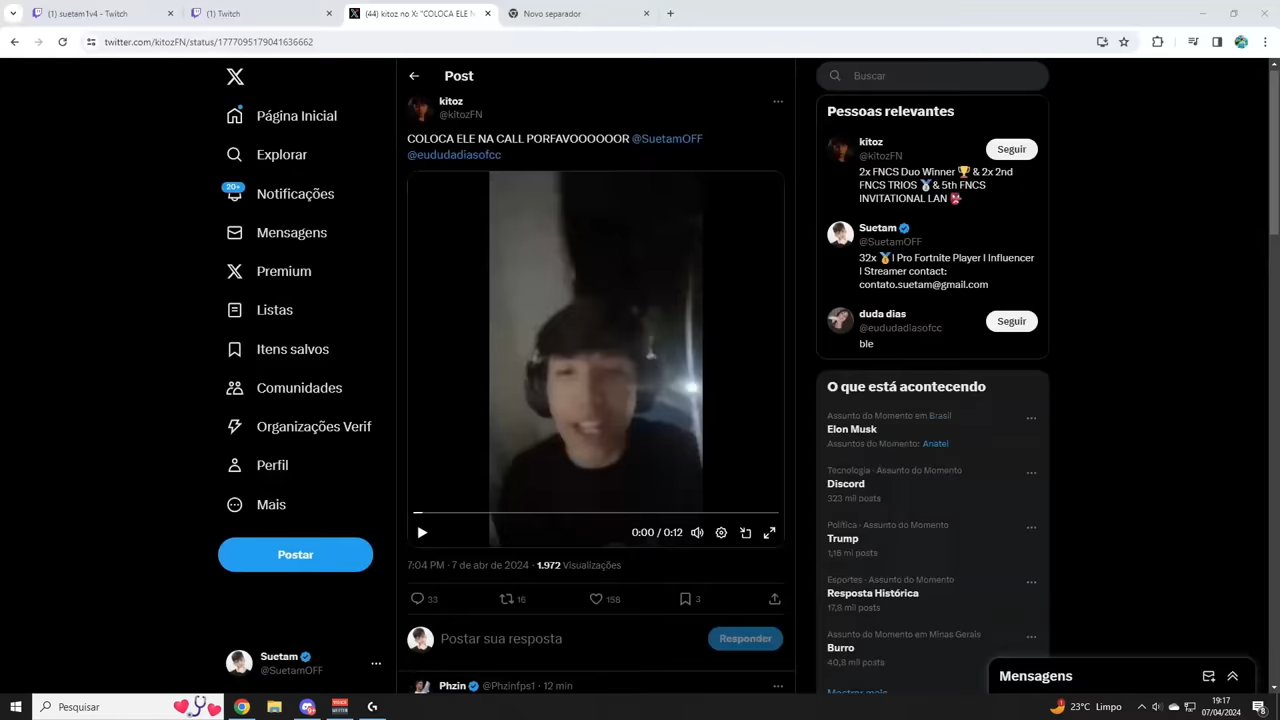 suetam1v4 - Twitch
(1) Twitch
(44) kitoz no X: "COLOCA ELE N
Novo separador
twitter.com/kitozFN/status/1777095179041636662
Post
Buscar
kitoz
@kitozFN
COLOCA ELE NA CALL PORFAVOOOOOOR @SuetamOFF
@eududadiasofcc
Página Inicial
Explorar
20+
Notificações
Mensagens
Premium
Listas
Itens salvos
Comunidades
Organizações Verif
Perfil
Mais
Postar
Suetam
@SuetamOFF
0:00 / 0:12
7:04 PM · 7 de abr de 2024 · 1.972 Visualizações
33
16
158
3
Postar sua resposta
Responder
Phzin @Phzinfps1 · 12 min
Pessoas relevantes
kitoz
@kitozFN
Seguir
2x FNCS Duo Winner 🏆 & 2x 2nd
FNCS TRIOS 🥈& 5th FNCS
INVITATIONAL LAN
Suetam
@SuetamOFF
32x 🥇I Pro Fortnite Player I Influencer
I Streamer contact:
contato.suetam@gmail.com
duda dias
@eududadiasofcc
Seguir
ble
O que está acontecendo
Assunto do Momento em Brasil
Elon Musk
Assuntos do Momento: Anatel
Tecnologia · Assunto do Momento
Discord
323 mil posts
Política · Assunto do Momento
Trump
1,16 mi posts
Esportes · Assunto do Momento
Resposta Histórica
17,8 mil posts
Assunto do Momento em Minas Gerais
Burro
40,8 mil posts
Mostrar mais
Mensagens
Pesquisar
23°C Limpo
19:17
07/04/2024